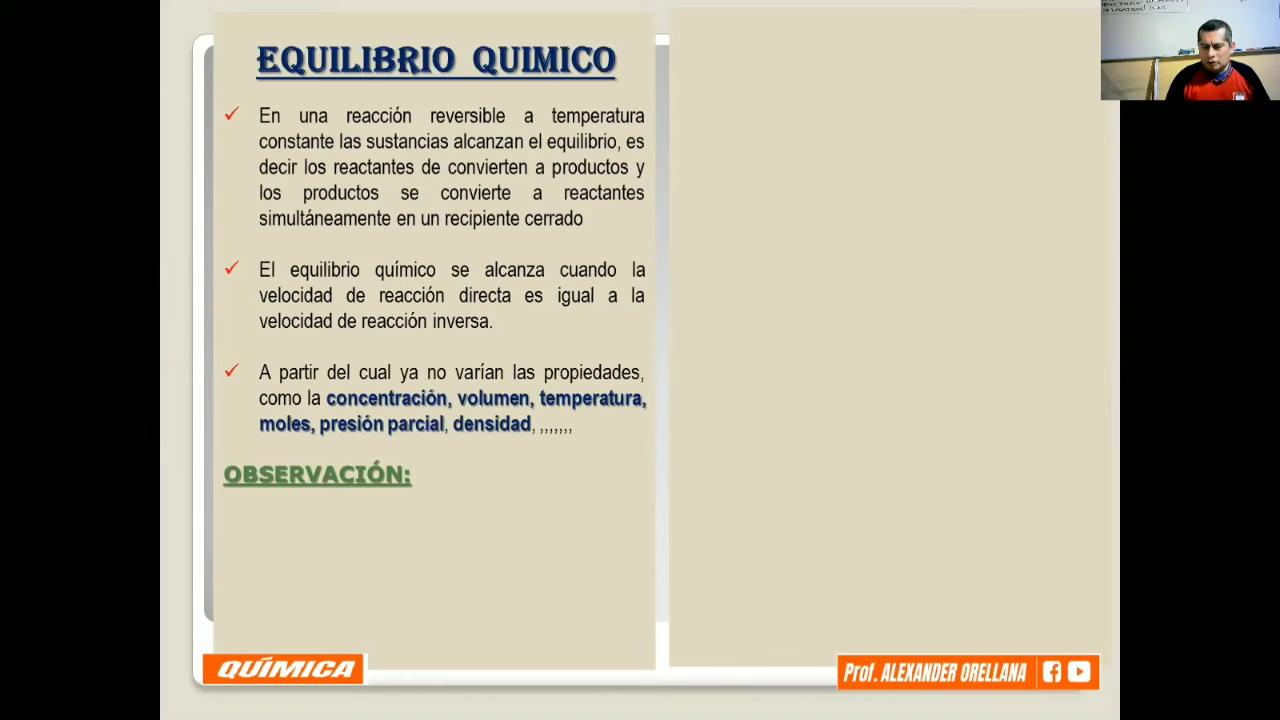 EQUILIBRIO QUIMICO
✓ En una reacción reversible a temperatura
constante las sustancias alcanzan el equilibrio, es
decir los reactantes de convierten a productos y
los productos se convierte a reactantes
simultáneamente en un recipiente cerrado
✓ El equilibrio químico se alcanza cuando la
velocidad de reacción directa es igual a la
velocidad de reacción inversa.
✓ A partir del cual ya no varían las propiedades,
como la concentración, volumen, temperatura,
moles, presión parcial, densidad, ,,,,,,,
OBSERVACIÓN:
QUÍMICA
Prof. ALEXANDER ORELLANA